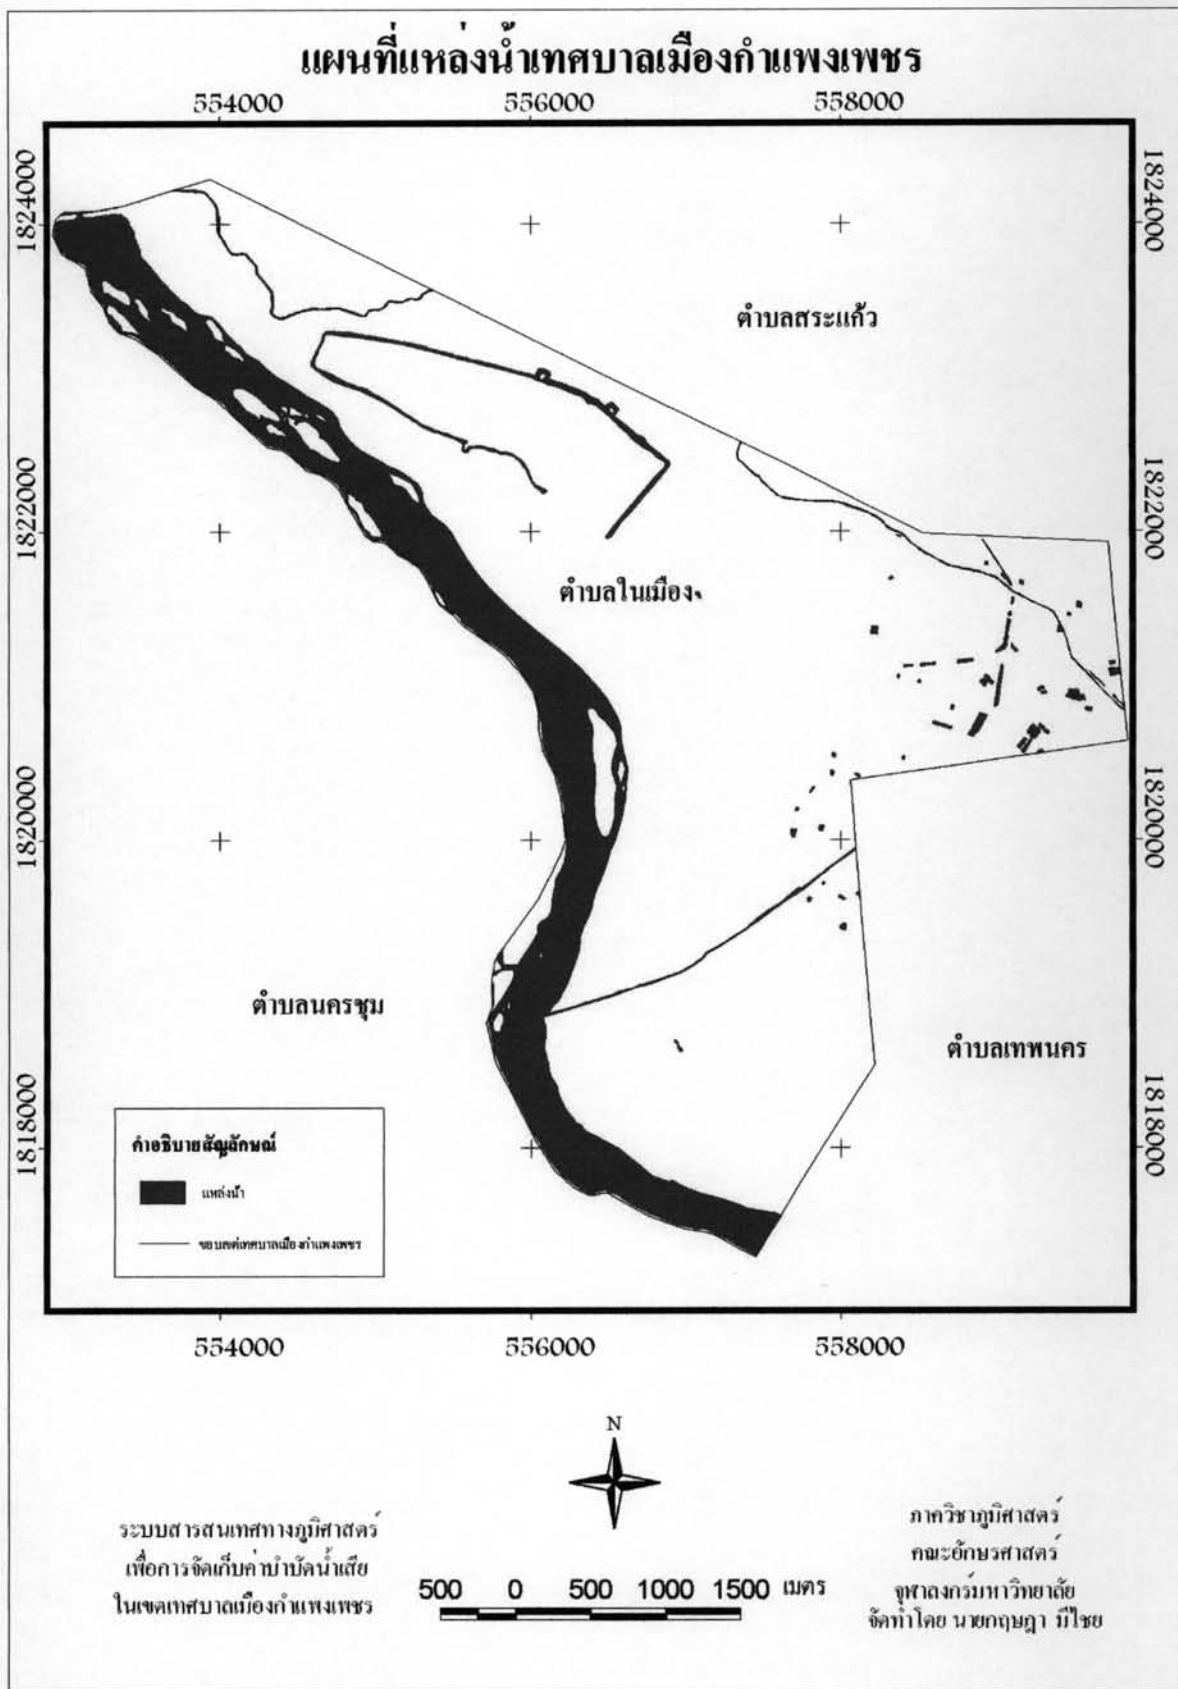 แผนที่แหล่งน้ำเทศบาลเมืองกำแพงเพชร
554000 556000 558000
1824000 1824000
ตำบลสระแก้ว
1822000 1822000
ตำบลในเมือง
1820000 1820000
ตำบลนครชุม
ตำบลเทพนคร
1818000 1818000
คำอธิบายสัญลักษณ์
แหล่งน้ำ
ขอบเขตเทศบาลเมืองกำแพงเพชร
554000 556000 558000
N
ระบบสารสนเทศทางภูมิศาสตร์
เพื่อการจัดเก็บค่าบำบัดน้ำเสีย
ในเขตเทศบาลเมืองกำแพงเพชร
500 0 500 1000 1500 เมตร
ภาควิชาภูมิศาสตร์
คณะอักษรศาสตร์
จุฬาลงกรณ์มหาวิทยาลัย
จัดทำโดย นายกฤษฎา มีไชย